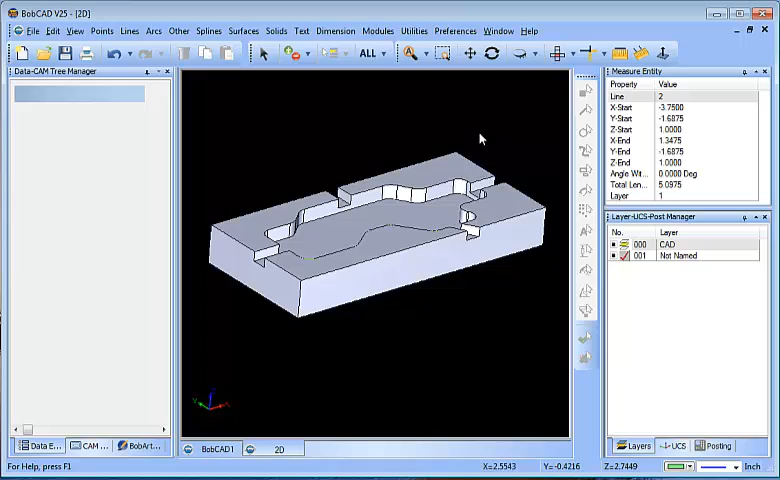 BobCAD V25 - [2D]
File Edit View Points Lines Arcs Other Splines Surfaces Solids Text Dimension Modules Utilities Preferences Window Help
ALL
Data-CAM Tree Manager
Data E...
CAM ...
BobArt...
BobCAD1
2D
Measure Entity
Property Value
Line 2
X-Start -3.7500
Y-Start -1.6875
Z-Start 1.0000
X-End 1.3475
Y-End -1.6875
Z-End 1.0000
Angle Wit... 0.0000 Deg
Total Len... 5.0975
Layer 1
Layer-UCS-Post Manager
No. Layer
000 CAD
001 Not Named
Layers UCS Posting
For Help, press F1
X=2.5543 Y=-0.4216 Z=2.7449 Inch